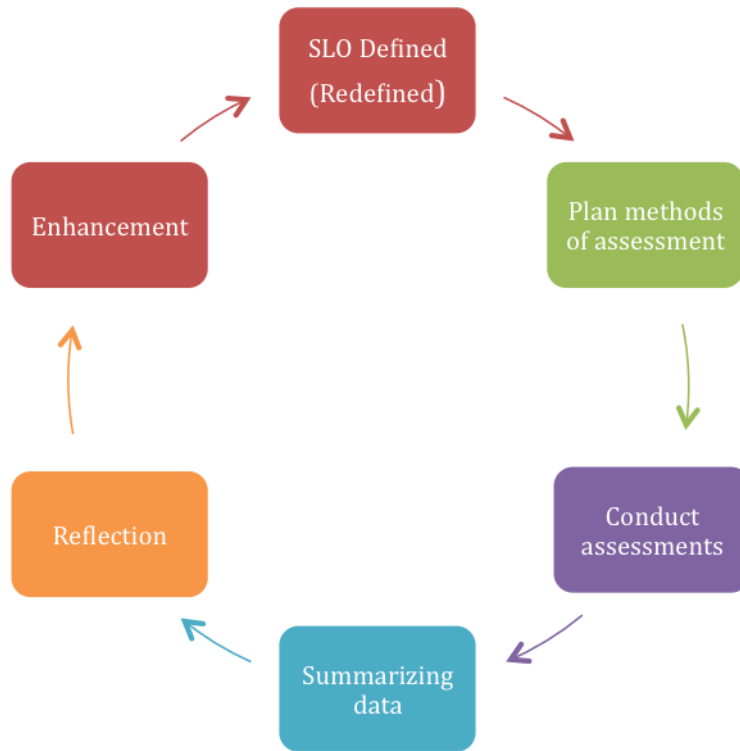 SLO Defined
(Redefined)
Plan methods
of assessment
Conduct
assessments
Summarizing
data
Reflection
Enhancement